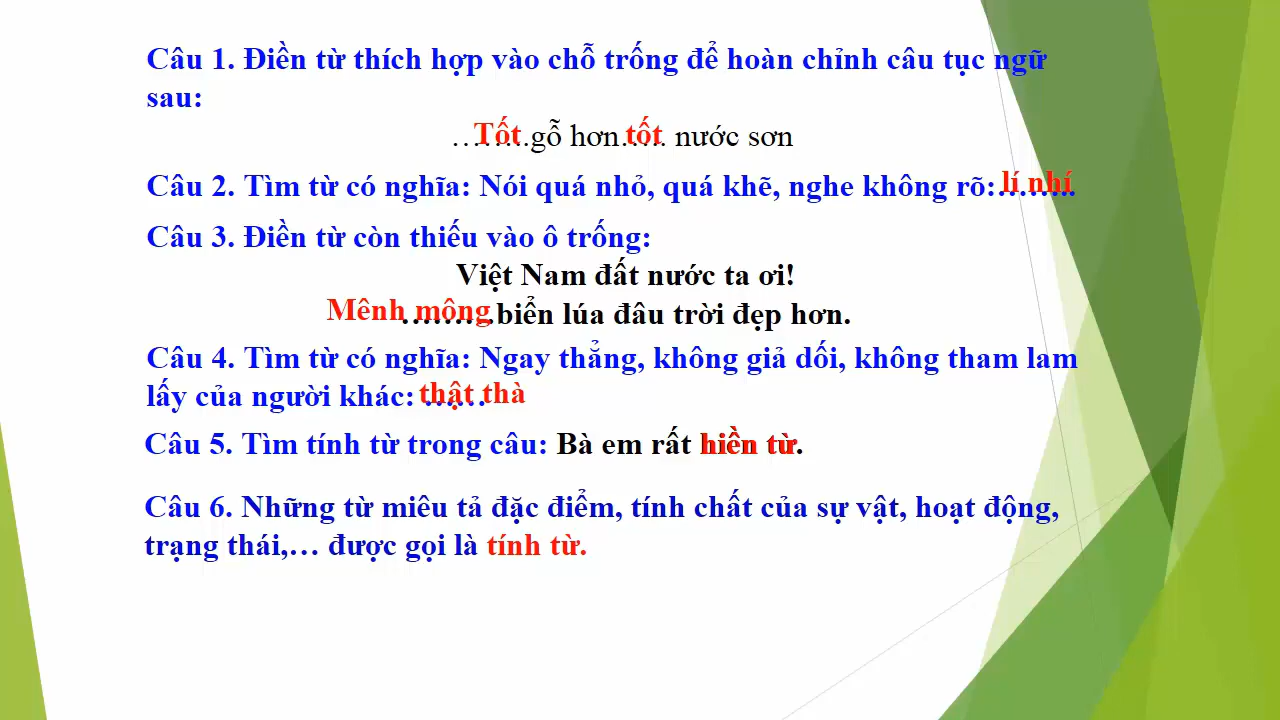 Câu 1. Điền từ thích hợp vào chỗ trống để hoàn chỉnh câu tục ngữ
sau:
……Tốt..gỗ hơn tốt….. nước sơn
Câu 2. Tìm từ có nghĩa: Nói quá nhỏ, quá khẽ, nghe không rõ:……lí nhí..
Câu 3. Điền từ còn thiếu vào ô trống:
Việt Nam đất nước ta ơi!
Mênh mông………biển lúa đâu trời đẹp hơn.
Câu 4. Tìm từ có nghĩa: Ngay thẳng, không giả dối, không tham lam
lấy của người khác: thật thà……
Câu 5. Tìm tính từ trong câu: Bà em rất hiền từ.
Câu 6. Những từ miêu tả đặc điểm, tính chất của sự vật, hoạt động,
trạng thái,… được gọi là tính từ.